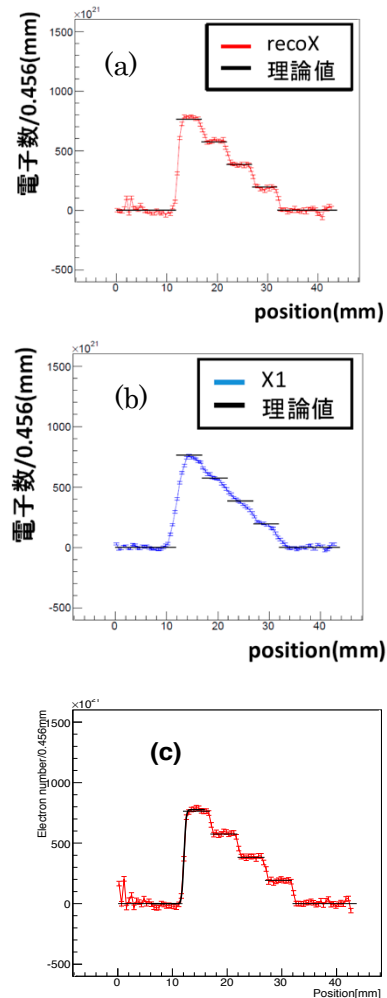 ×10²¹
1500
1000
500
0
-500
0 10 20 30 40
(a)
recoX
理論値
電子数/0.456(mm)
position(mm)
×10²¹
1500
1000
500
0
-500
0 10 20 30 40
(b)
X1
理論値
電子数/0.456(mm)
position(mm)
1500
1000
500
0
-500
0 10 20 30 40
(c)
Electron number/0.456mm
Position[mm]